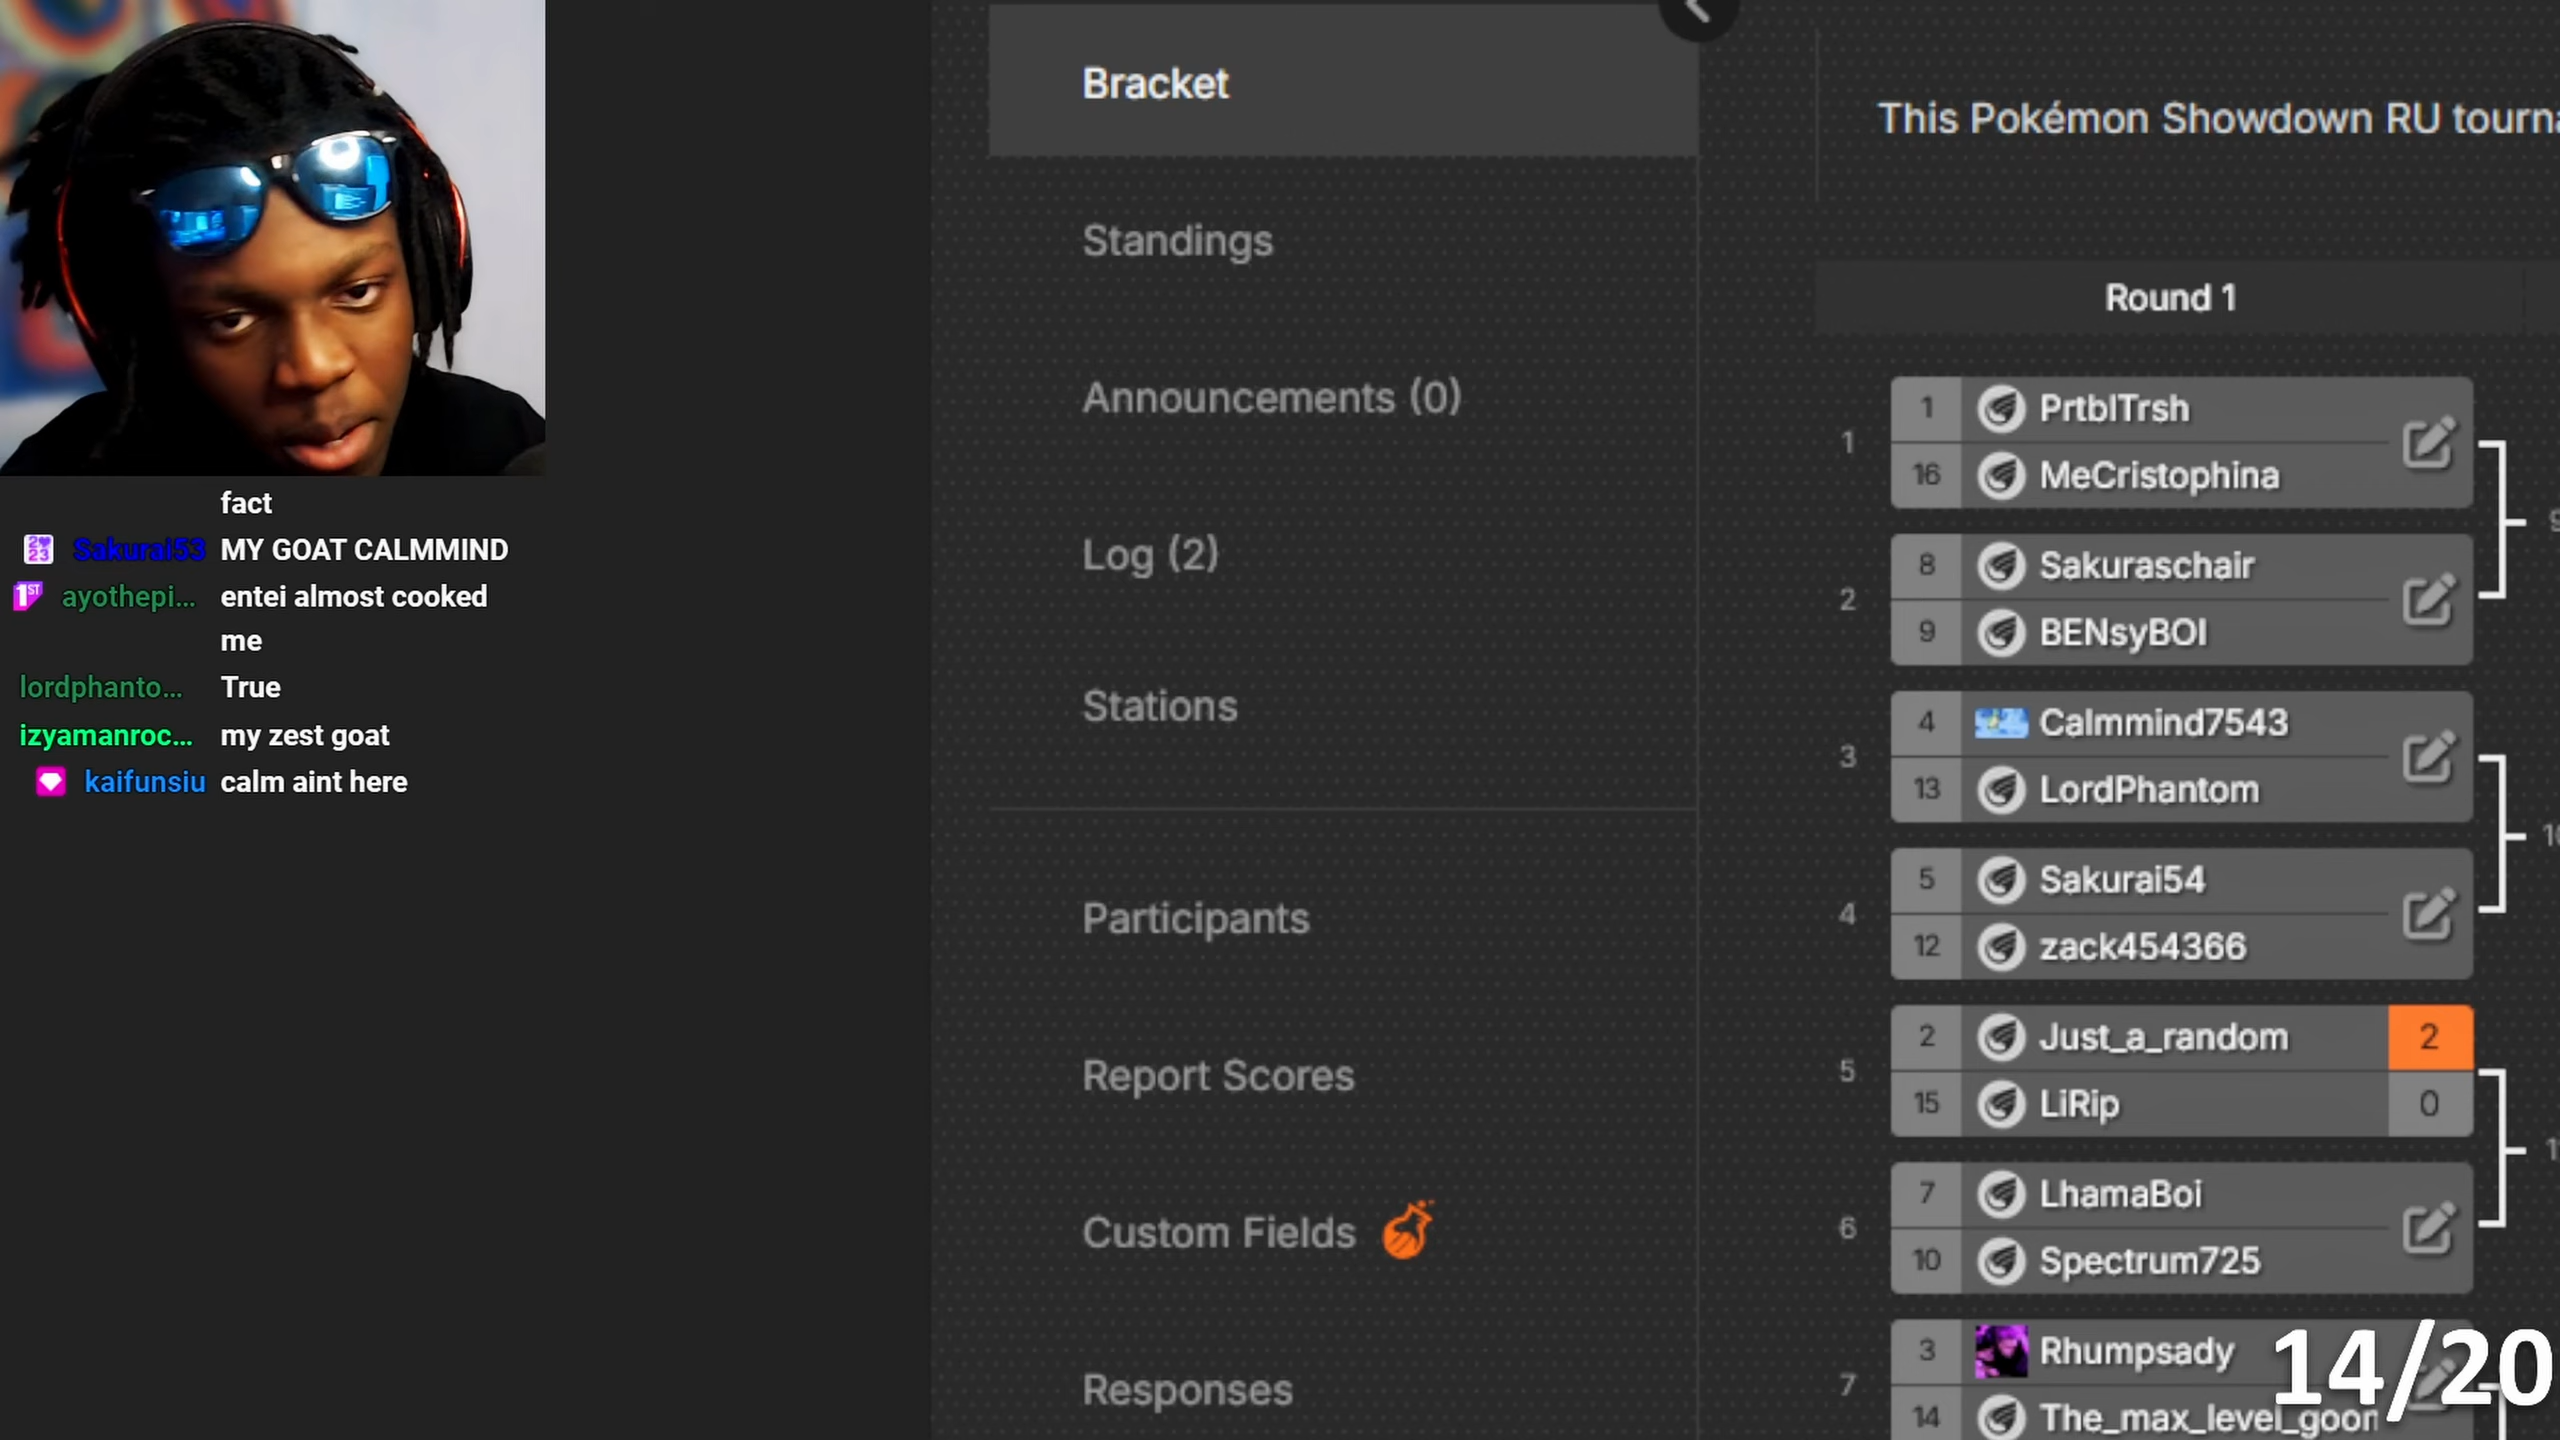 fact
Sakurai53 MY GOAT CALMMIND
ayothepi... entei almost cooked
me
lordphanto... True
izyamanroc... my zest goat
kaifunsiu calm aint here
Bracket
Standings
Announcements (0)
Log (2)
Stations
Participants
Report Scores
Custom Fields
Responses
This Pokémon Showdown RU
Round 1
1
1 PrtblTrsh
16 MeCristophina
2
8 Sakuraschair
9 BENsyBOI
3
4 Calmmind7543
13 LordPhantom
4
5 Sakurai54
12 zack454366
5
2 Just_a_random 2
15 LiRip 0
6
7 LhamaBoi
10 Spectrum725
7
3 Rhumpsady
14 The_max_level_goon
14/20